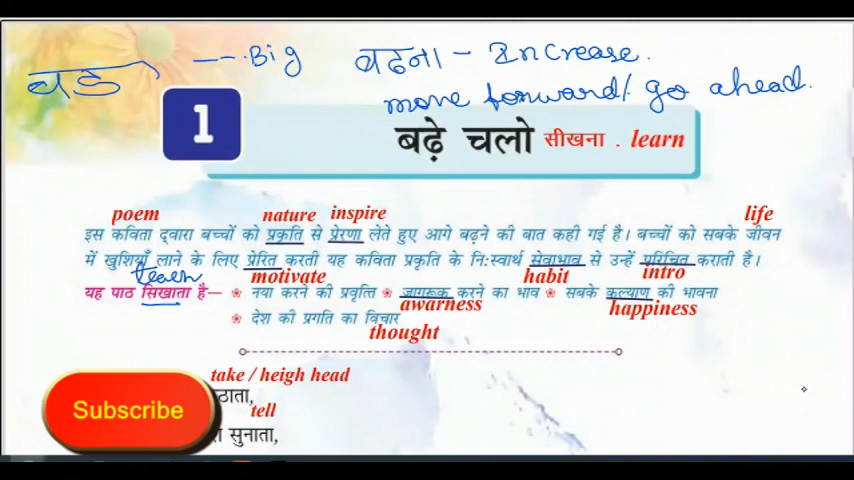 बड़ा --- Big बढना - Increase.
move forward/ go ahead.
1
बढ़े चलो सीखना . learn
poem nature inspire life
इस कविता द्वारा बच्चों को प्रकृति से प्रेरणा लेते हुए आगे बढ़ने की बात कही गई है। बच्चों को सबके जीवन
में खुशियाँ लाने के लिए प्रेरित करती यह कविता प्रकृति के नि:स्वार्थ सेवाभाव से उन्हें परिचित कराती है।
teach motivate habit intro
यह पाठ सिखाता है— ❀ नया करने की प्रवृत्ति ❀ जागरूक करने का भाव ❀ सबके कल्याण की भावना
awarness happiness
❀ देश की प्रगति का विचार
thought
take / heigh head
ठाता,
Subscribe tell
सुनाता,